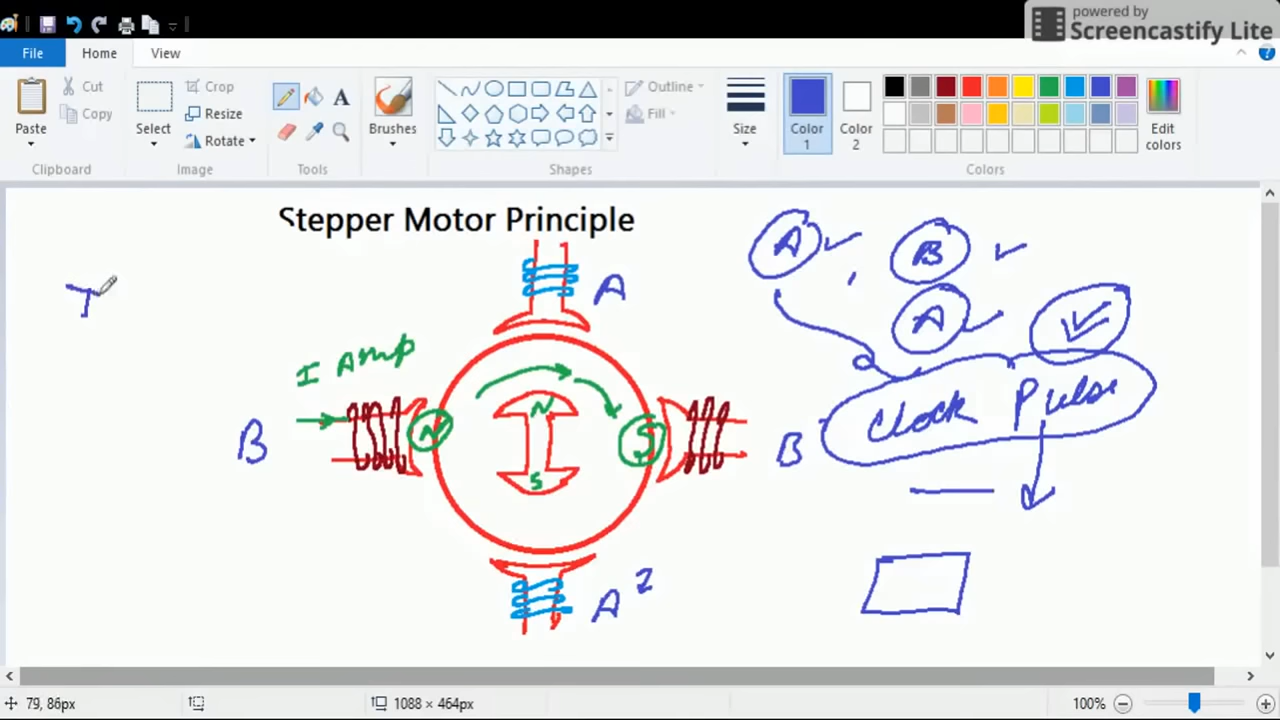 powered by
Screencastify Lite
File Home View
Paste
Cut
Copy
Clipboard
Select
Crop
Resize
Rotate
Image
A
Tools
Brushes
Shapes
Outline
Fill
Size
Color 1
Color 2
Edit colors
Colors
Stepper Motor Principle
A
I Amp
B
N
N
S
S
B
A 2
A
B
A
Clock Pulse
T
79, 86px
1088 × 464px
100%